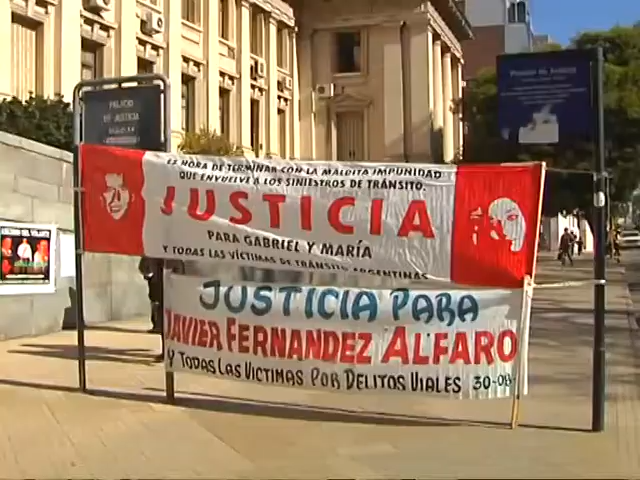 PALACIO
DE JUSTICIA
ES HORA DE TERMINAR CON LA MALDITA IMPUNIDAD
QUE ENVUELVE A LOS SINIESTROS DE TRÁNSITO.
JUSTICIA
PARA GABRIEL Y MARÍA
Y TODAS LAS VÍCTIMAS DE TRÁNSITO ARGENTINAS
JUSTICIA PARA
JAVIER FERNANDEZ ALFARO
Y TODAS LAS VICTIMAS POR DELITOS VIALES 30-08